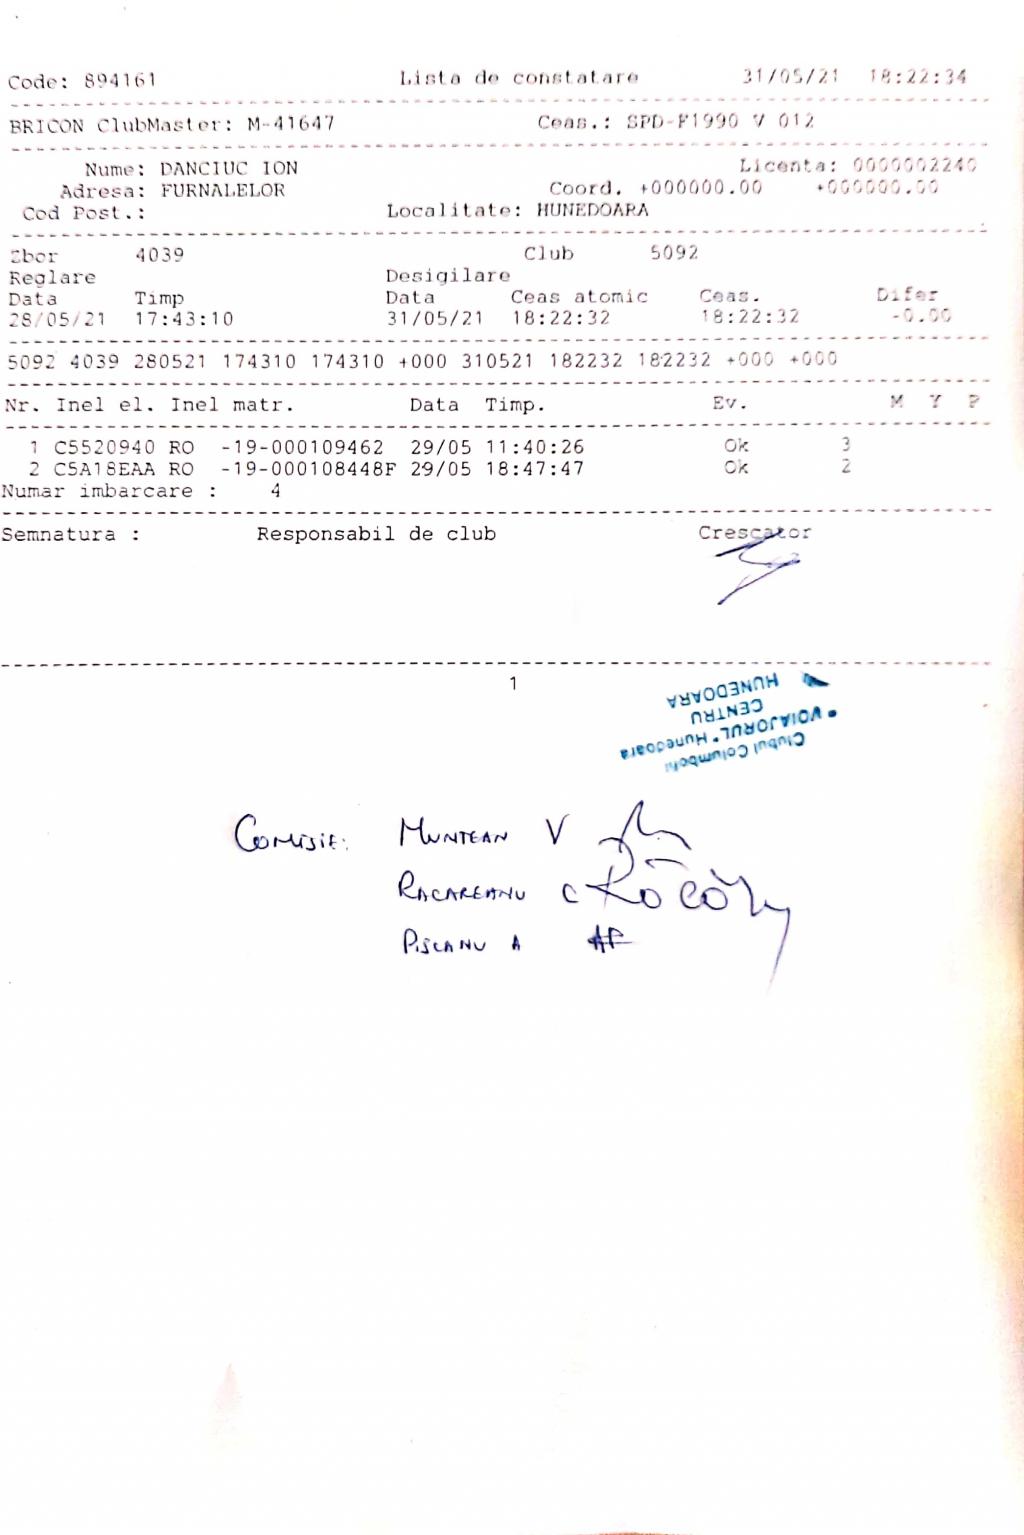 Code: 894161 Lista de constatare 31/05/21 18:22:34
BRICON ClubMaster: M-41647 Ceas.: SPD-F1990 V 012
Nume: DANCIUC ION Licenta: 0000002240
Adresa: FURNALELOR Coord. +000000.00 +000000.00
Cod Post.: Localitate: HUNEDOARA
Zbor 4039 Club 5092
Reglare Desigilare
Data Timp Data Ceas atomic Ceas. Difer
28/05/21 17:43:10 31/05/21 18:22:32 18:22:32 -0.00
5092 4039 280521 174310 174310 +000 310521 182232 182232 +000 +000
Nr. Inel el. Inel matr. Data Timp. Ev. M Y P
1 C5520940 RO -19-000109462 29/05 11:40:26 Ok 3
2 C5A18EAA RO -19-000108448F 29/05 18:47:47 Ok 2
Numar imbarcare : 4
Semnatura : Responsabil de club Crescator
1
Clubul Columbofil
"VOIAJORUL" Hunedoara
CENTRU
HUNEDOARA
COMISIE: MUNTEAN V
RACAREANU C
PISCANU A AP